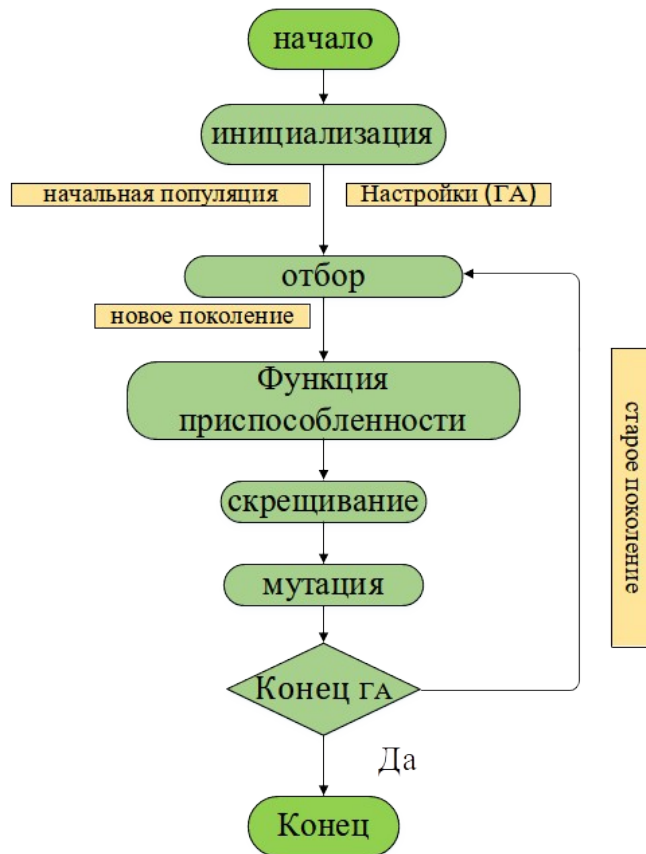 начало
инициализация
начальная популяция
Настройки (ГА)
отбор
новое поколение
Функция
приспособленности
скрещивание
мутация
старое поколение
Конец ГА
Да
Конец